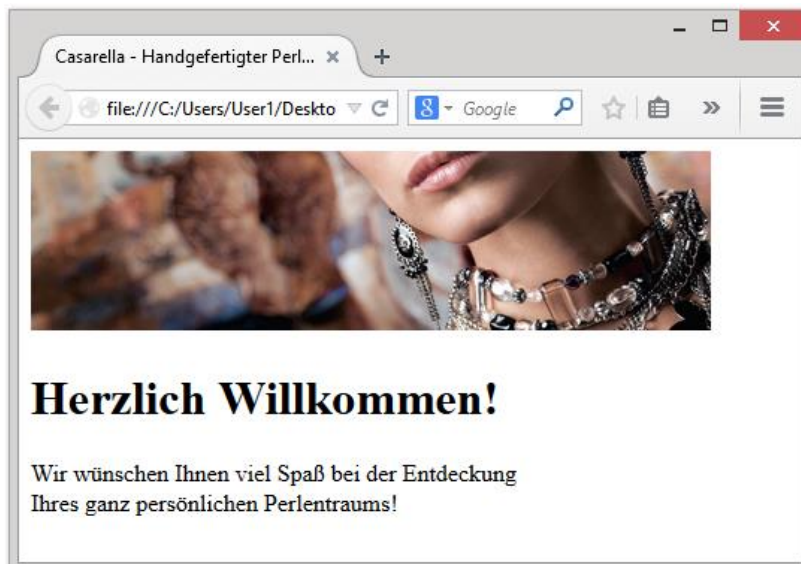 Casarella - Handgefertigter Perl...
file:///C:/Users/User1/Deskto
8 Google
Herzlich Willkommen!
Wir wünschen Ihnen viel Spaß bei der Entdeckung
Ihres ganz persönlichen Perlentraums!